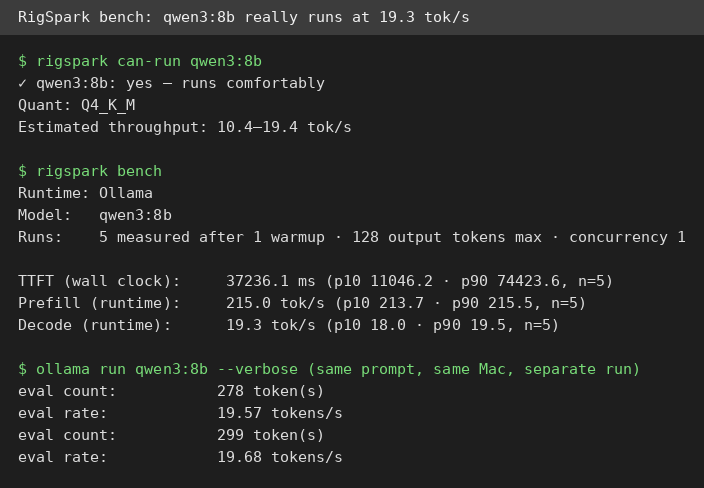 RigSpark bench: qwen3:8b really runs at 19.3 tok/s
$ rigspark can-run qwen3:8b
✓ qwen3:8b: yes — runs comfortably
Quant: Q4_K_M
Estimated throughput: 10.4–19.4 tok/s
$ rigspark bench
Runtime: Ollama
Model:   qwen3:8b
Runs:    5 measured after 1 warmup · 128 output tokens max · concurrency 1
TTFT (wall clock):     37236.1 ms (p10 11046.2 · p90 74423.6, n=5)
Prefill (runtime):     215.0 tok/s (p10 213.7 · p90 215.5, n=5)
Decode (runtime):      19.3 tok/s (p10 18.0 · p90 19.5, n=5)
$ ollama run qwen3:8b --verbose (same prompt, same Mac, separate run)
eval count:           278 token(s)
eval rate:            19.57 tokens/s
eval count:           299 token(s)
eval rate:            19.68 tokens/s